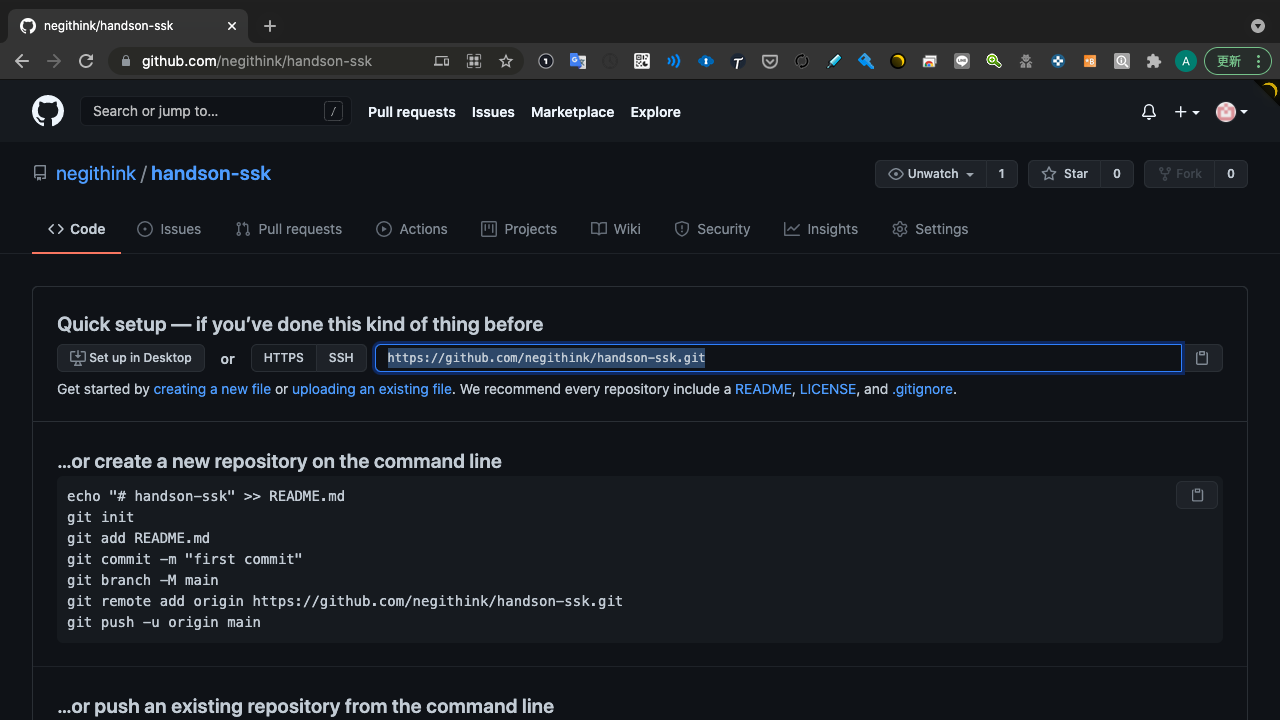 negithink/handson-ssk
github.com/negithink/handson-ssk
更新
A
Search or jump to...
/
Pull requests
Issues
Marketplace
Explore
negithink / handson-ssk
Unwatch
1
Star
0
Fork
0
Code
Issues
Pull requests
Actions
Projects
Wiki
Security
Insights
Settings
Quick setup — if you’ve done this kind of thing before
Set up in Desktop
or
HTTPS
SSH
https://github.com/negithink/handson-ssk.git
Get started by creating a new file or uploading an existing file. We recommend every repository include a README, LICENSE, and .gitignore.
…or create a new repository on the command line
echo "# handson-ssk" >> README.md
git init
git add README.md
git commit -m "first commit"
git branch -M main
git remote add origin https://github.com/negithink/handson-ssk.git
git push -u origin main
…or push an existing repository from the command line